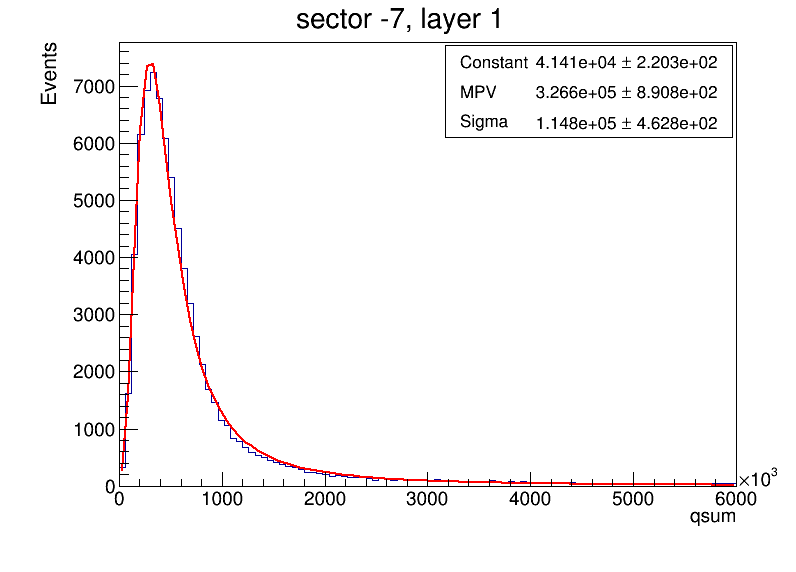 sector -7, layer 1
Events
Constant 4.141e+04 ± 2.203e+02
MPV 3.266e+05 ± 8.908e+02
Sigma 1.148e+05 ± 4.628e+02
7000
6000
5000
4000
3000
2000
1000
0
0 1000 2000 3000 4000 5000 6000
×10³
qsum